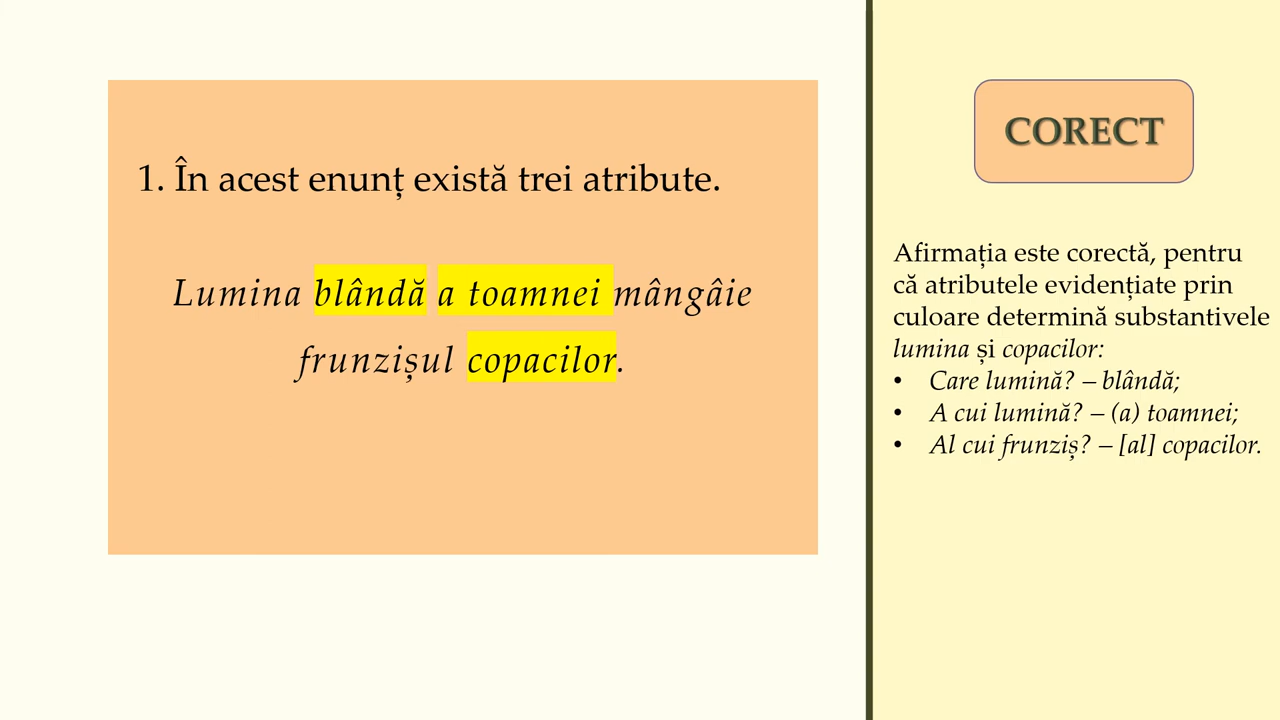 1. În acest enunț există trei atribute.
Lumina blândă a toamnei mângâie
frunzișul copacilor.
CORECT
Afirmația este corectă, pentru
că atributele evidențiate prin
culoare determină substantivele
lumina și copacilor:
• Care lumină? – blândă;
• A cui lumină? – (a) toamnei;
• Al cui frunziș? – [al] copacilor.